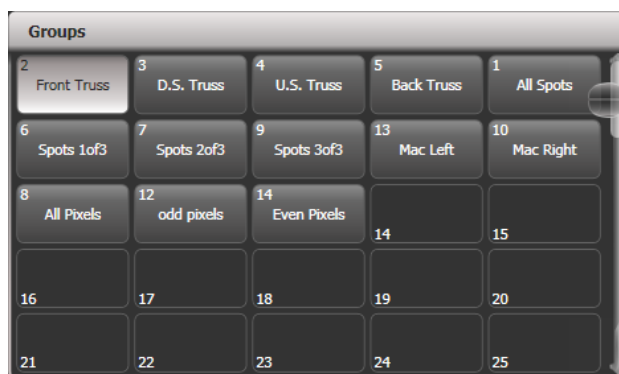 Groups
2 3 4 5 1
Front Truss D.S. Truss U.S. Truss Back Truss All Spots
6 7 9 13 10
Spots 1of3 Spots 2of3 Spots 3of3 Mac Left Mac Right
8 12 14
All Pixels odd pixels Even Pixels
14 15
16 17 18 19 20
21 22 23 24 25